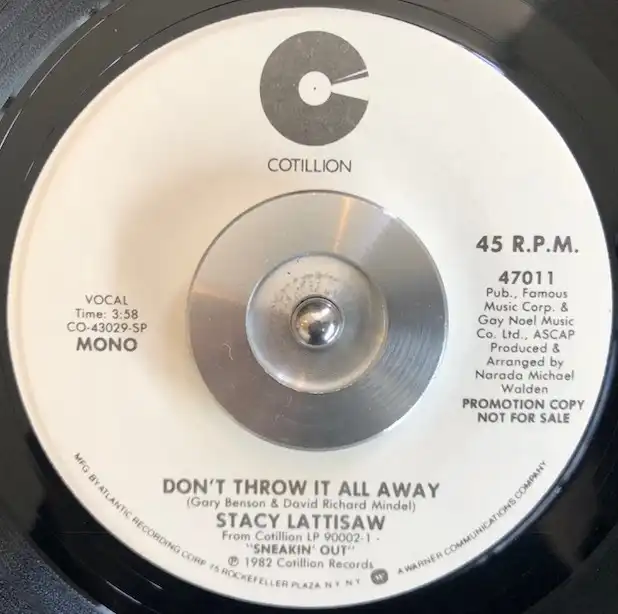 COTILLION
45 R.P.M.
47011
Pub., Famous
Music Corp. &
Gay Noel Music
Co. Ltd., ASCAP
Produced &
Arranged by
Narada Michael
Walden
PROMOTION COPY
NOT FOR SALE
VOCAL
Time: 3:58
CO-43029-SP
MONO
DON'T THROW IT ALL AWAY
(Gary Benson & David Richard Mindel)
STACY LATTISAW
From Cotillion LP 90002-1 -
"SNEAKIN' OUT"
℗ 1982 Cotillion Records
MFG. BY ATLANTIC RECORDING CORP. 75 ROCKEFELLER PLAZA N.Y. N.Y. W A WARNER COMMUNICATIONS COMPANY